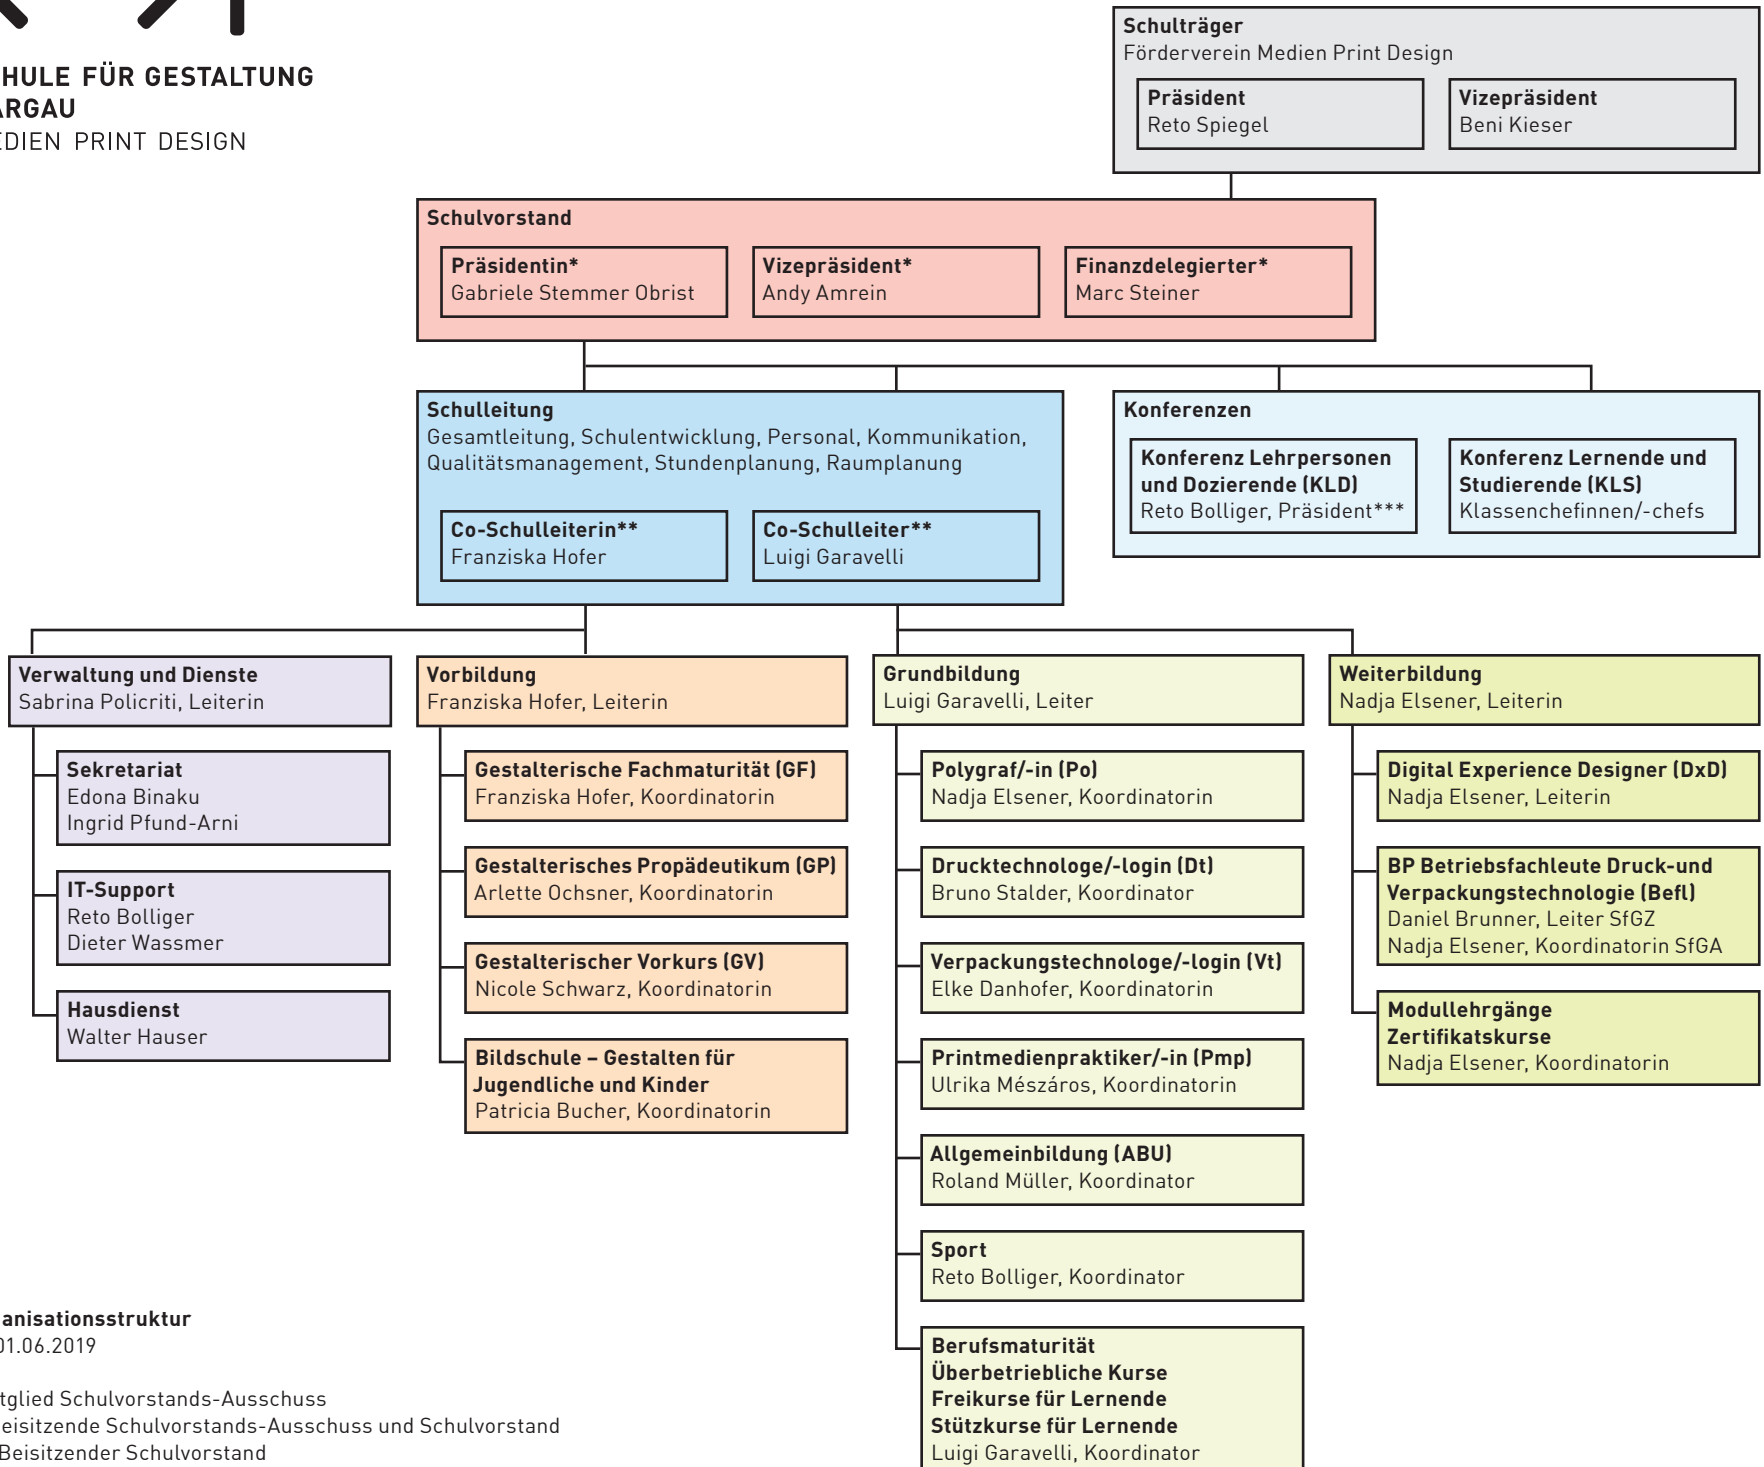 HULE FÜR GESTALTUNG
ARGAU
EDIEN PRINT DESIGN
Schulträger
Förderverein Medien Print Design
Präsident
Reto Spiegel
Vizepräsident
Beni Kieser
Schulvorstand
Präsidentin*
Gabriele Stemmer Obrist
Vizepräsident*
Andy Amrein
Finanzdelegierter*
Marc Steiner
Schulleitung
Gesamtleitung, Schulentwicklung, Personal, Kommunikation,
Qualitätsmanagement, Stundenplanung, Raumplanung
Co-Schulleiterin**
Franziska Hofer
Co-Schulleiter**
Luigi Garavelli
Konferenzen
Konferenz Lehrpersonen
und Dozierende (KLD)
Reto Bolliger, Präsident***
Konferenz Lernende und
Studierende (KLS)
Klassenchefinnen/-chefs
Verwaltung und Dienste
Sabrina Policriti, Leiterin
Sekretariat
Edona Binaku
Ingrid Pfund-Arni
IT-Support
Reto Bolliger
Dieter Wassmer
Hausdienst
Walter Hauser
Vorbildung
Franziska Hofer, Leiterin
Gestalterische Fachmaturität (GF)
Franziska Hofer, Koordinatorin
Gestalterisches Propädeutikum (GP)
Arlette Ochsner, Koordinatorin
Gestalterischer Vorkurs (GV)
Nicole Schwarz, Koordinatorin
Bildschule – Gestalten für
Jugendliche und Kinder
Patricia Bucher, Koordinatorin
Grundbildung
Luigi Garavelli, Leiter
Polygraf/-in (Po)
Nadja Elsener, Koordinatorin
Drucktechnologe/-login (Dt)
Bruno Stalder, Koordinator
Verpackungstechnologe/-login (Vt)
Elke Danhofer, Koordinatorin
Printmedienpraktiker/-in (Pmp)
Ulrika Mészáros, Koordinatorin
Allgemeinbildung (ABU)
Roland Müller, Koordinator
Sport
Reto Bolliger, Koordinator
Berufsmaturität
Überbetriebliche Kurse
Freikurse für Lernende
Stützkurse für Lernende
Luigi Garavelli, Koordinator
Weiterbildung
Nadja Elsener, Leiterin
Digital Experience Designer (DxD)
Nadja Elsener, Leiterin
BP Betriebsfachleute Druck-und
Verpackungstechnologie (Befl)
Daniel Brunner, Leiter SfGZ
Nadja Elsener, Koordinatorin SfGA
Modullehrgänge
Zertifikatskurse
Nadja Elsener, Koordinatorin
anisationsstruktur
01.06.2019
tglied Schulvorstands-Ausschuss
eisitzende Schulvorstands-Ausschuss und Schulvorstand
Beisitzender Schulvorstand